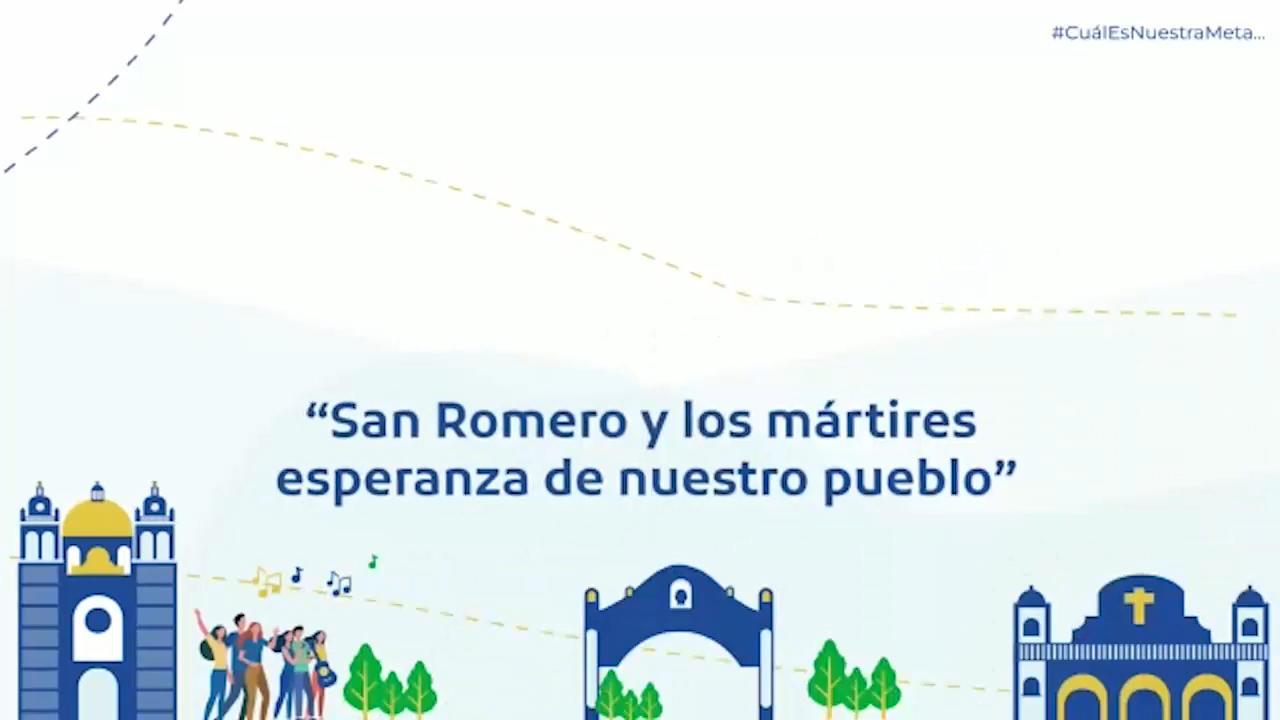 #CuálEsNuestraMeta...
“San Romero y los mártires
esperanza de nuestro pueblo”